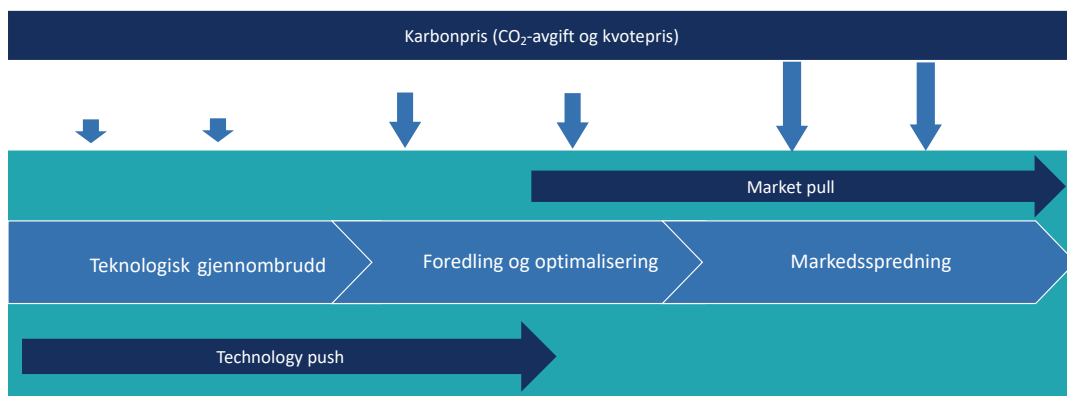 Karbonpris (CO₂-avgift og kvotepris)
Market pull
Teknologisk gjennombrudd
Foredling og optimalisering
Markedsspredning
Technology push